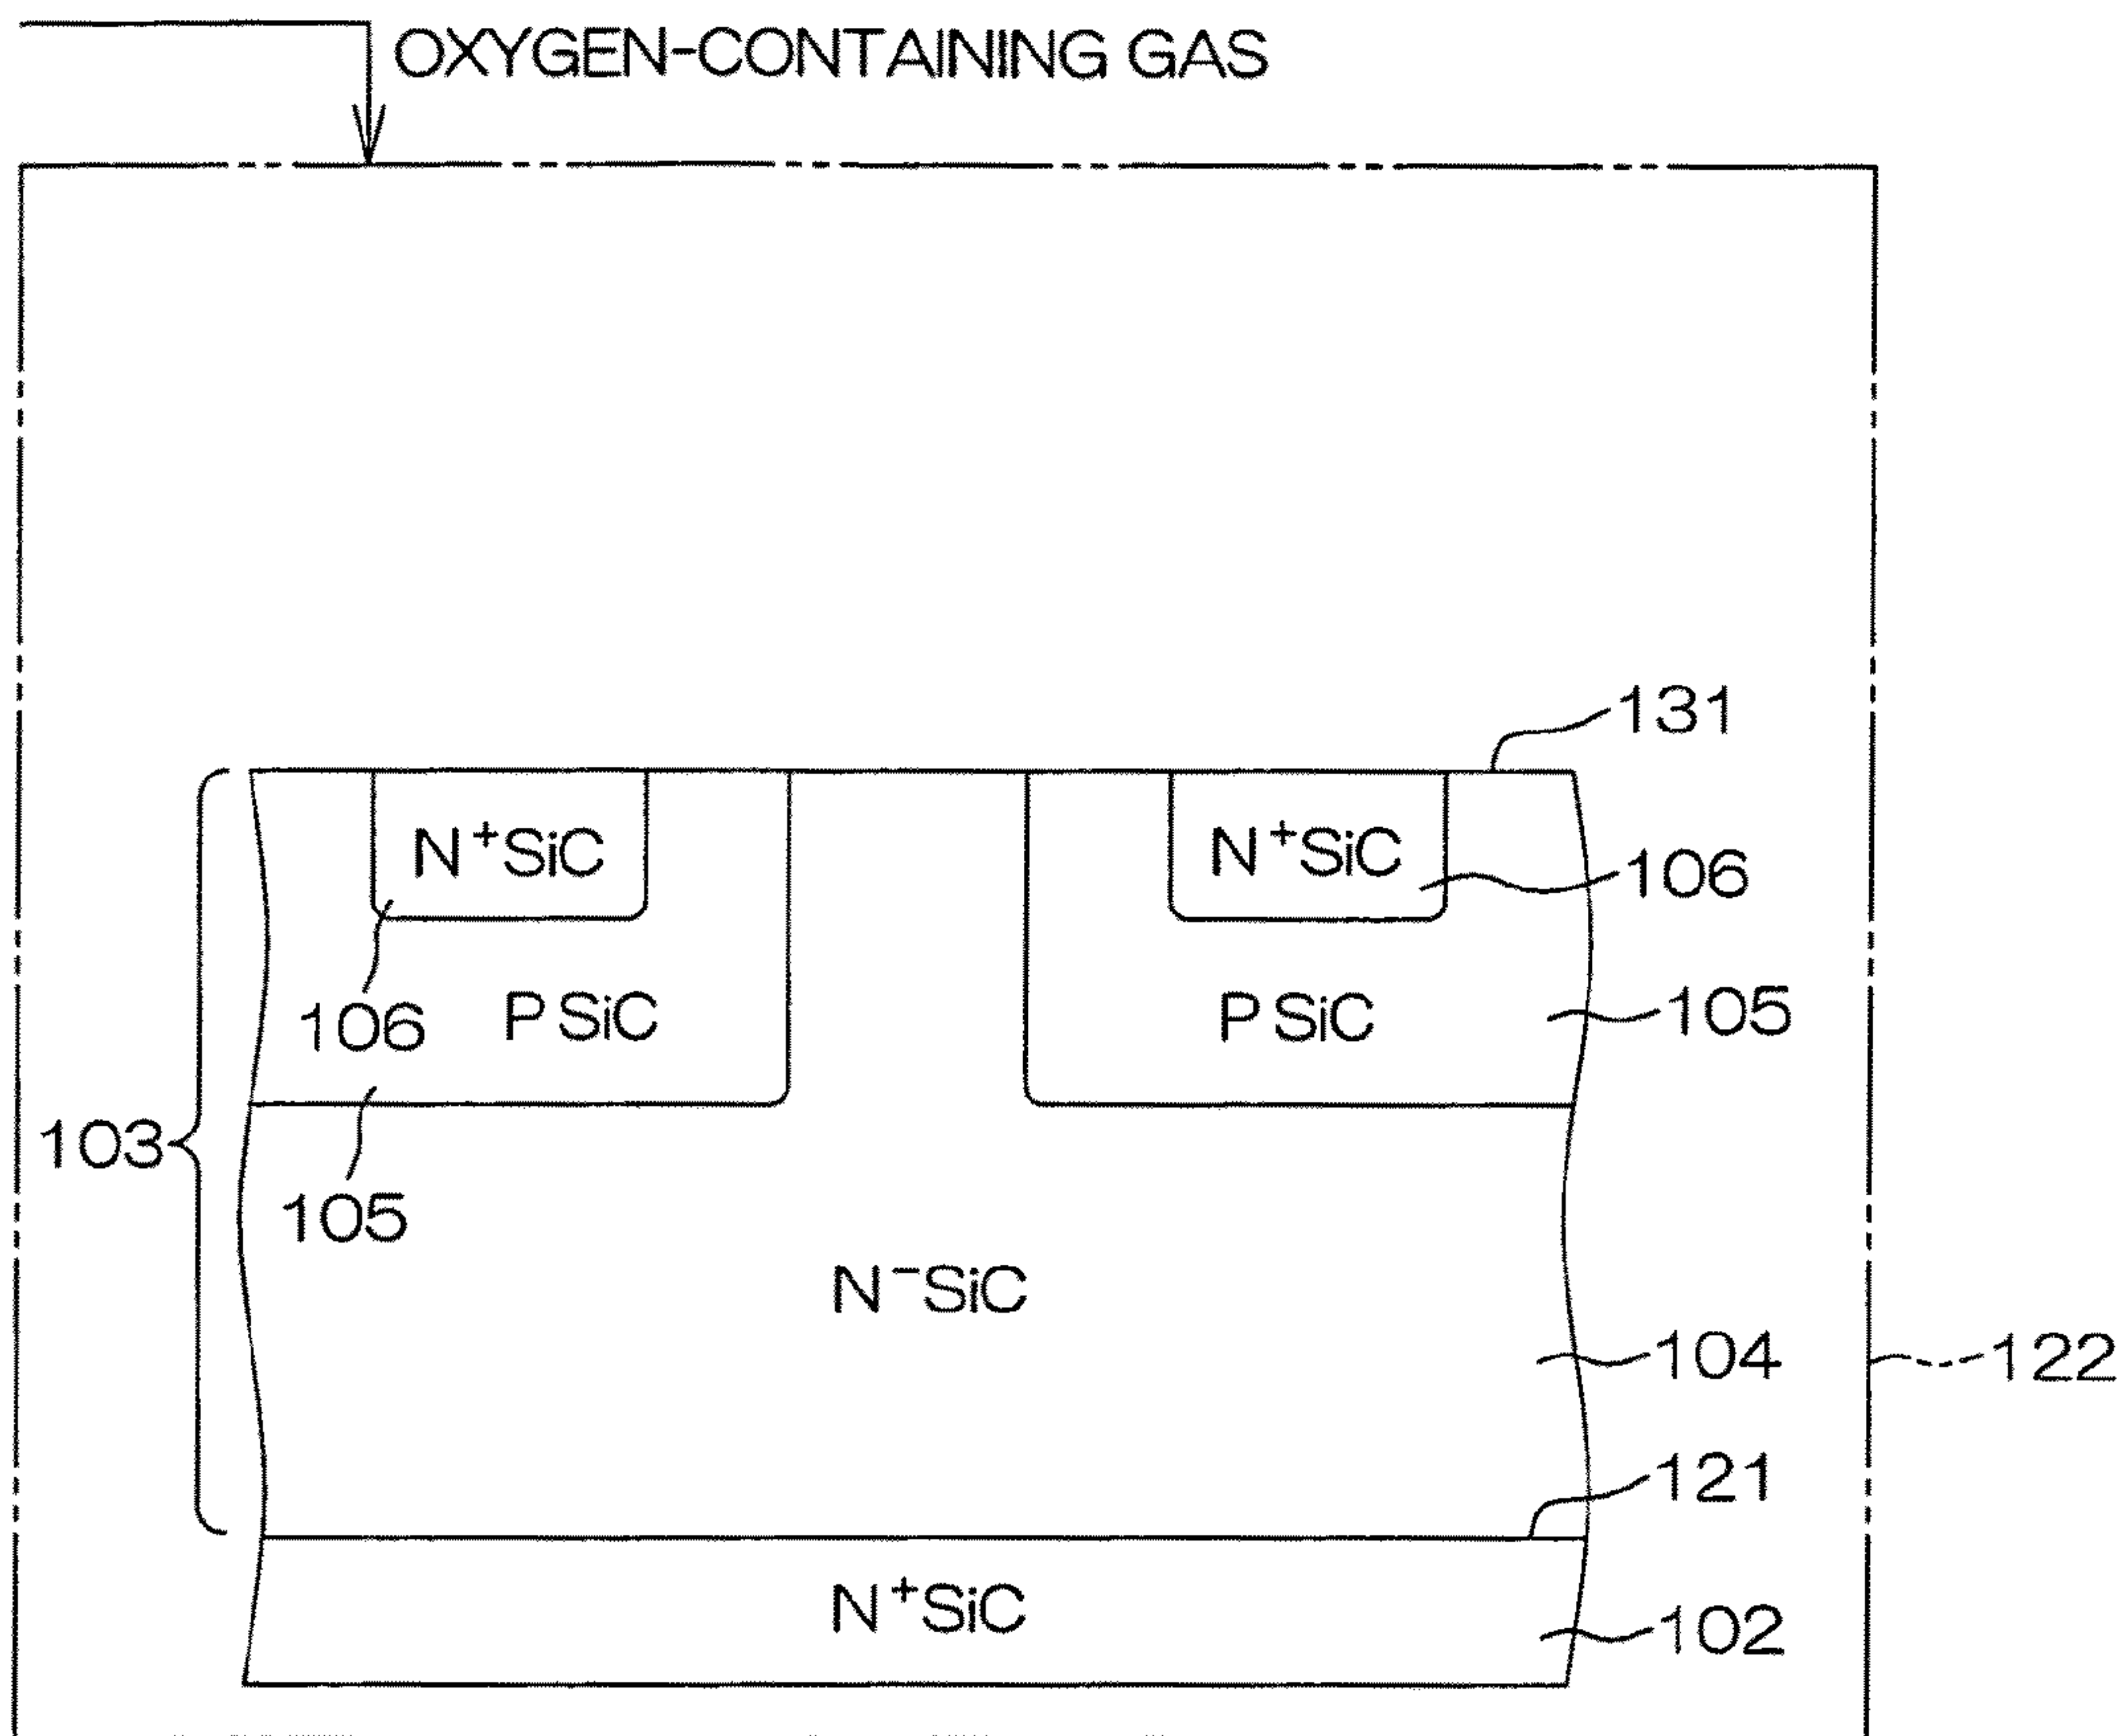 OXYGEN-CONTAINING GAS
131
N⁺SiC
N⁺SiC
106
106
P SiC
P SiC
105
103
105
N⁻SiC
104
122
121
N⁺SiC
102